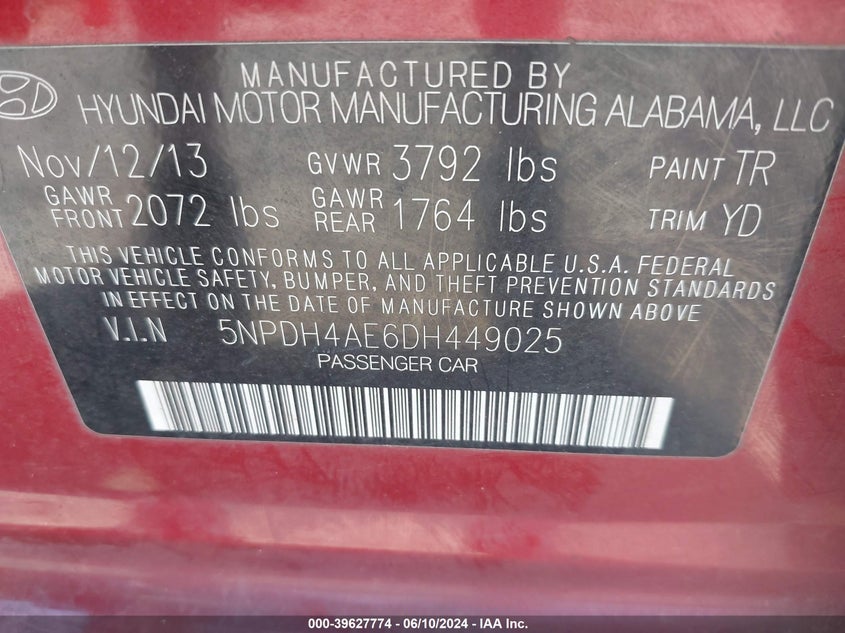 MANUFACTURED BY
HYUNDAI MOTOR MANUFACTURING ALABAMA, LLC
Nov/12/13 GVWR 3792 lbs PAINT TR
GAWR FRONT 2072 lbs GAWR REAR 1764 lbs TRIM YD
THIS VEHICLE CONFORMS TO ALL APPLICABLE U.S.A. FEDERAL
MOTOR VEHICLE SAFETY, BUMPER, AND THEFT PREVENTION STANDARDS
IN EFFECT ON THE DATE OF MANUFACTURE SHOWN ABOVE.
V.I.N 5NPDH4AE6DH449025
PASSENGER CAR
000-39627774 - 06/10/2024 - IAA Inc.